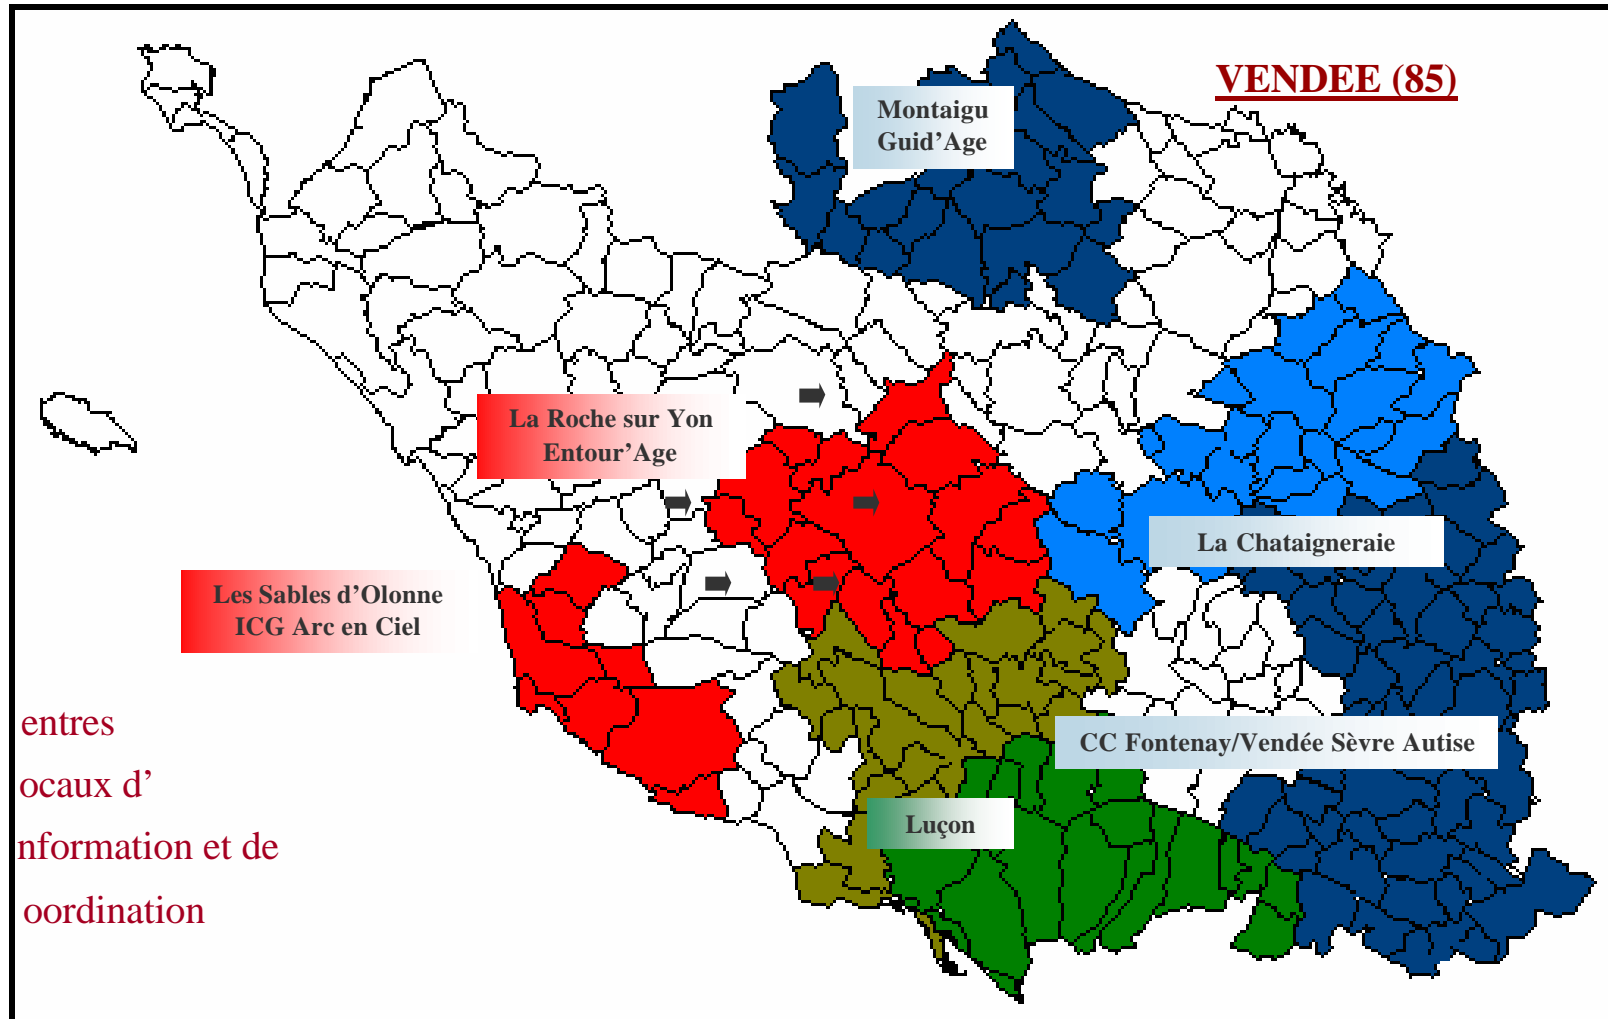 VENDEE (85)
Montaigu
Guid’Age
La Roche sur Yon
Entour’Age
La Chataigneraie
Les Sables d’Olonne
ICG Arc en Ciel
CC Fontenay/Vendée Sèvre Autise
Luçon
entres
ocaux d’
nformation et de
oordination